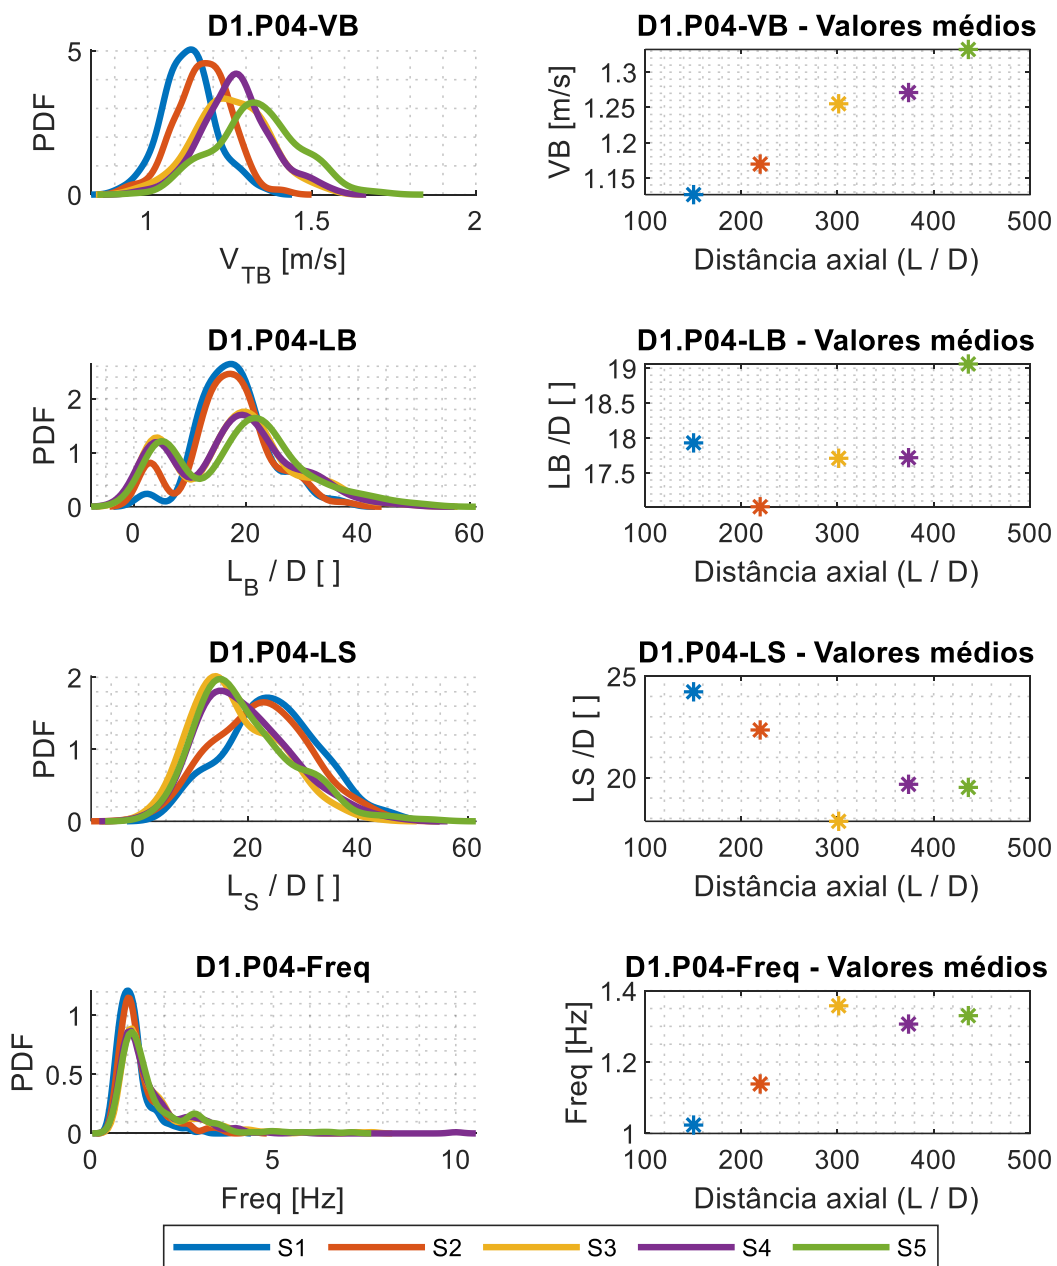 D1.P04-VB
5
0
PDF
1
1.5
2
V_TB [m/s]
D1.P04-VB - Valores médios
1.3
1.25
1.2
1.15
VB [m/s]
100 200 300 400 500
Distância axial (L / D)
D1.P04-LB
2
1
0
PDF
0 20 40 60
L_B / D [ ]
D1.P04-LB - Valores médios
19
18.5
18
17.5
LB /D [ ]
100 200 300 400 500
Distância axial (L / D)
D1.P04-LS
2
1
0
PDF
0 20 40 60
L_S / D [ ]
D1.P04-LS - Valores médios
25
20
LS /D [ ]
100 200 300 400 500
Distância axial (L / D)
D1.P04-Freq
1
0.5
0
PDF
0 5 10
Freq [Hz]
D1.P04-Freq - Valores médios
1.4
1.2
1
Freq [Hz]
100 200 300 400 500
Distância axial (L / D)
S1 S2 S3 S4 S5